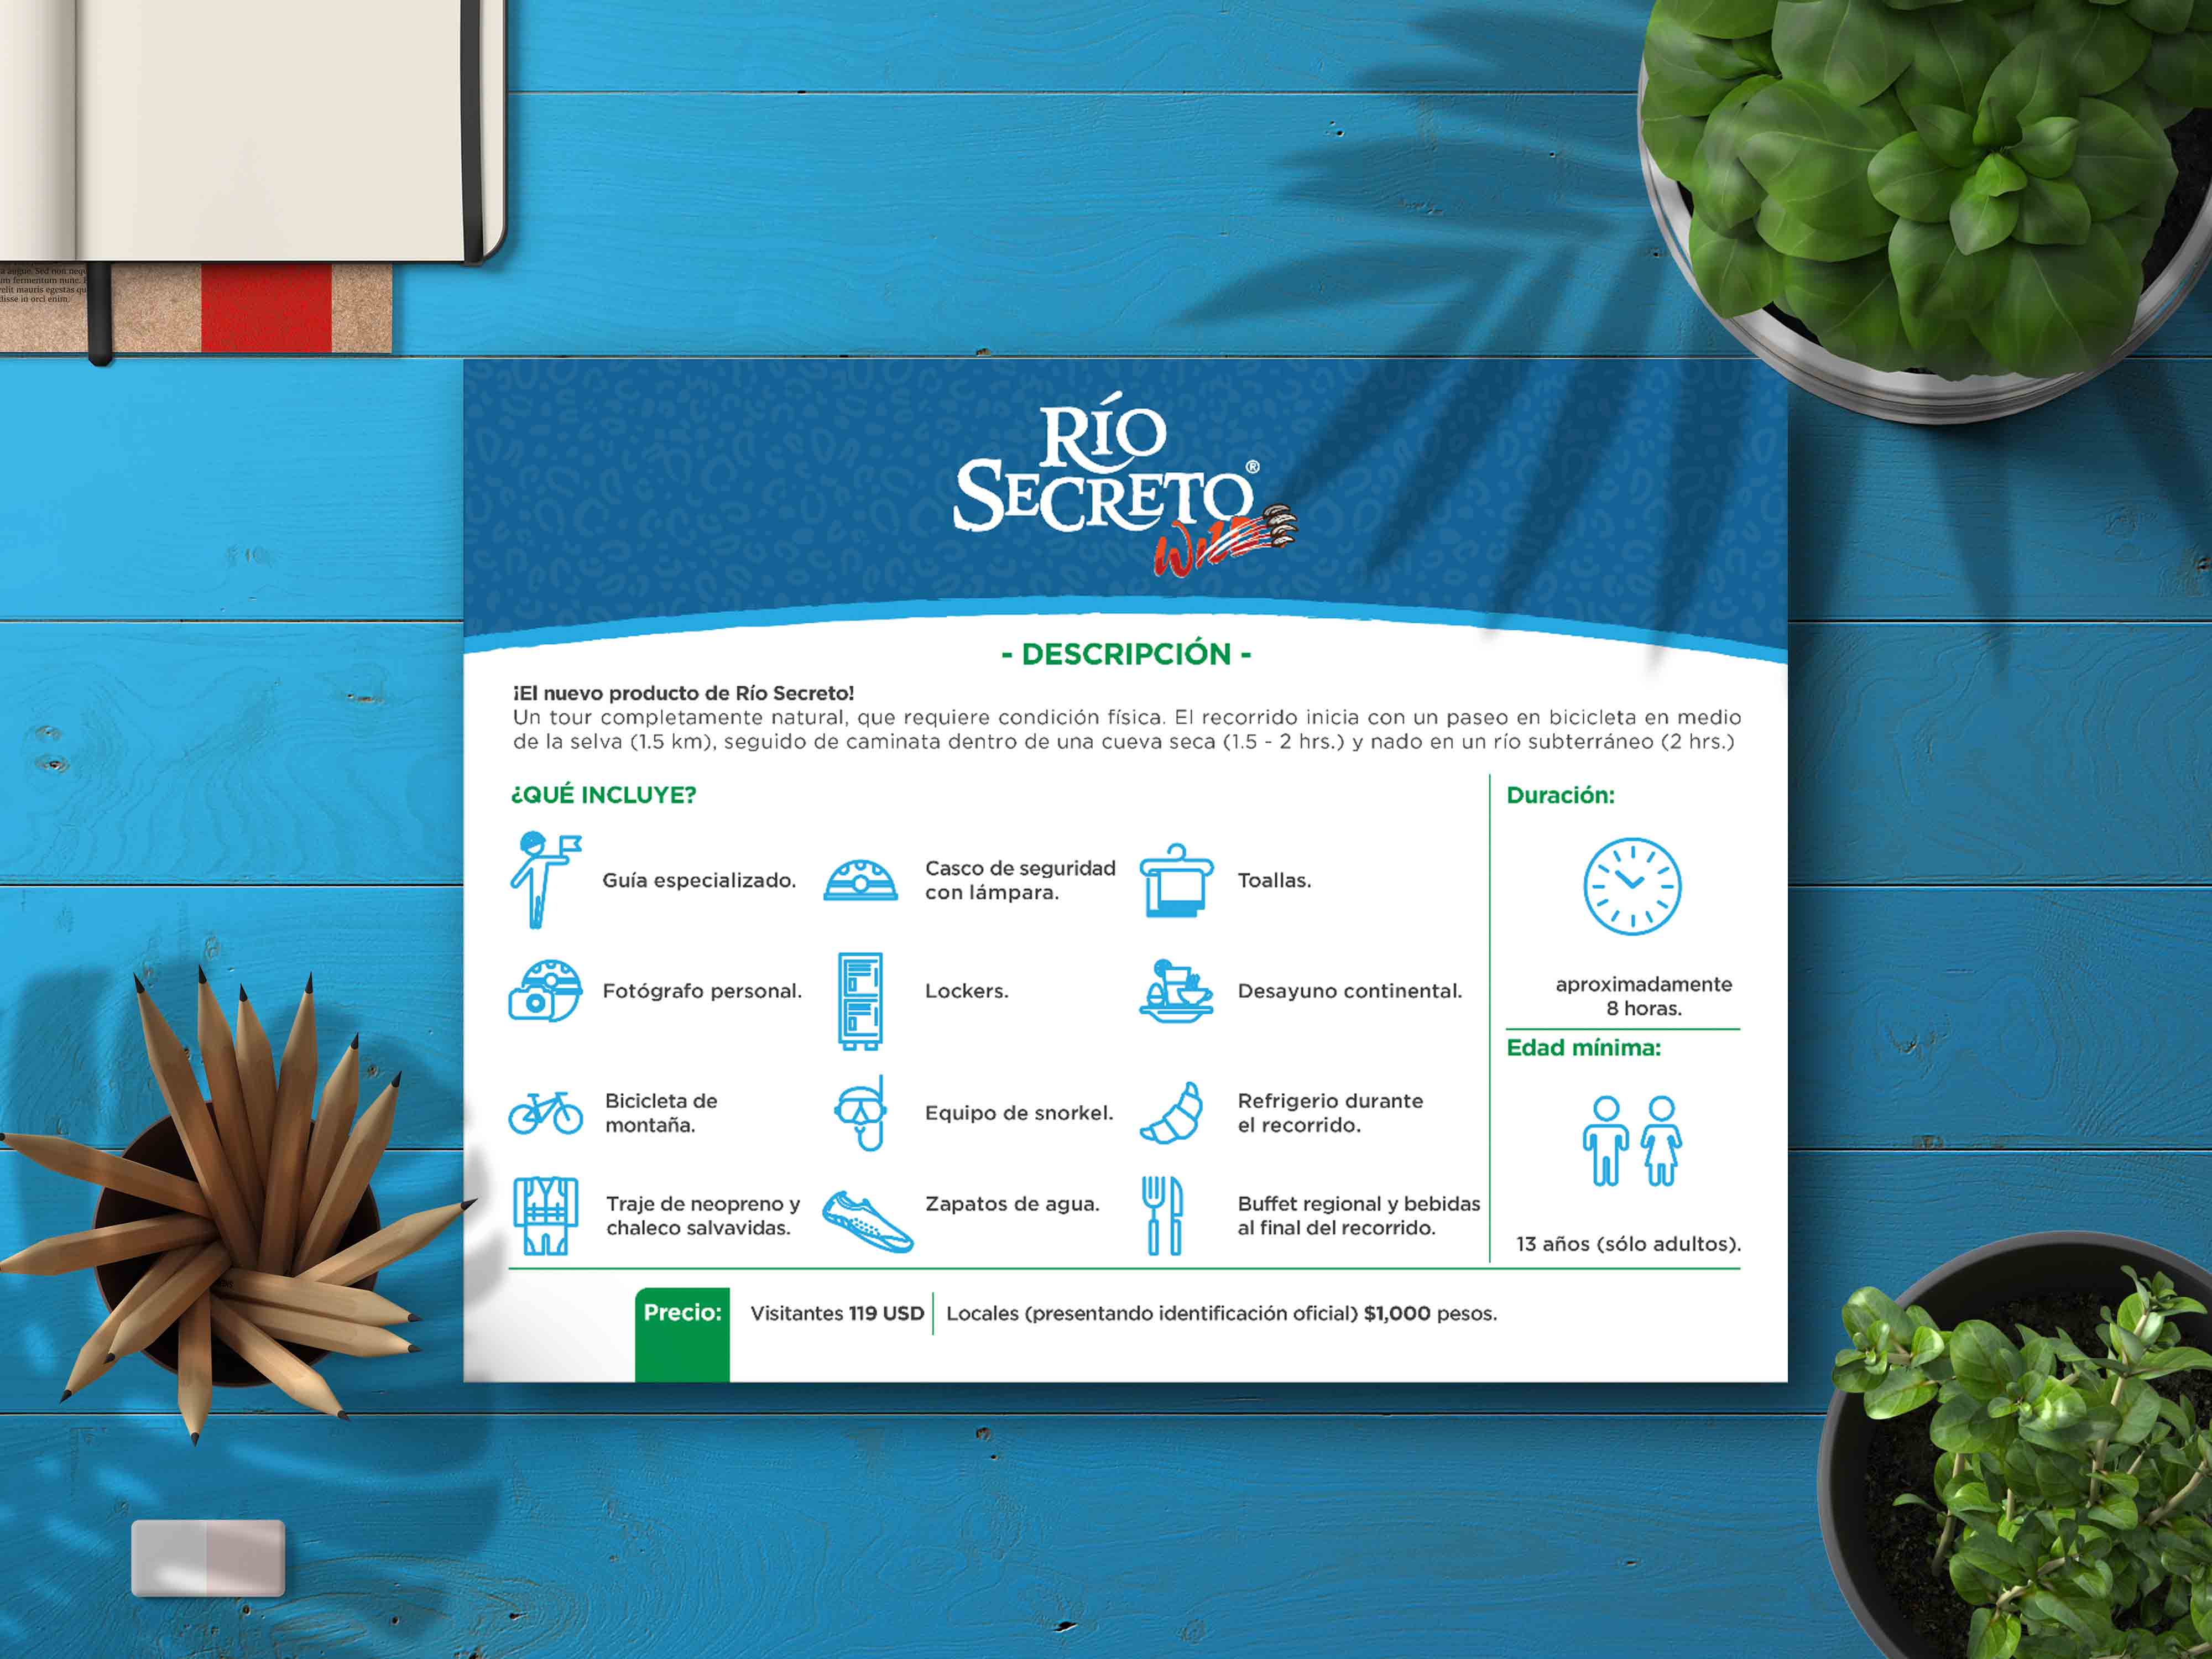 a augue. Sed non neq
im fermentum nunc.
velit mauris egestas qu
disse in orci enim.
RÍO
SECRETO®
Wild
- DESCRIPCIÓN -
¡El nuevo producto de Río Secreto!
Un tour completamente natural, que requiere condición física. El recorrido inicia con un paseo en bicicleta en medio
de la selva (1.5 km), seguido de caminata dentro de una cueva seca (1.5 - 2 hrs.) y nado en un río subterráneo (2 hrs.)
¿QUÉ INCLUYE?
Guía especializado.
Casco de seguridad
con lámpara.
Toallas.
Fotógrafo personal.
Lockers.
Desayuno continental.
Bicicleta de
montaña.
Equipo de snorkel.
Refrigerio durante
el recorrido.
Traje de neopreno y
chaleco salvavidas.
Zapatos de agua.
Buffet regional y bebidas
al final del recorrido.
Duración:
aproximadamente
8 horas.
Edad mínima:
13 años (sólo adultos).
Precio:
Visitantes 119 USD
Locales (presentando identificación oficial) $1,000 pesos.